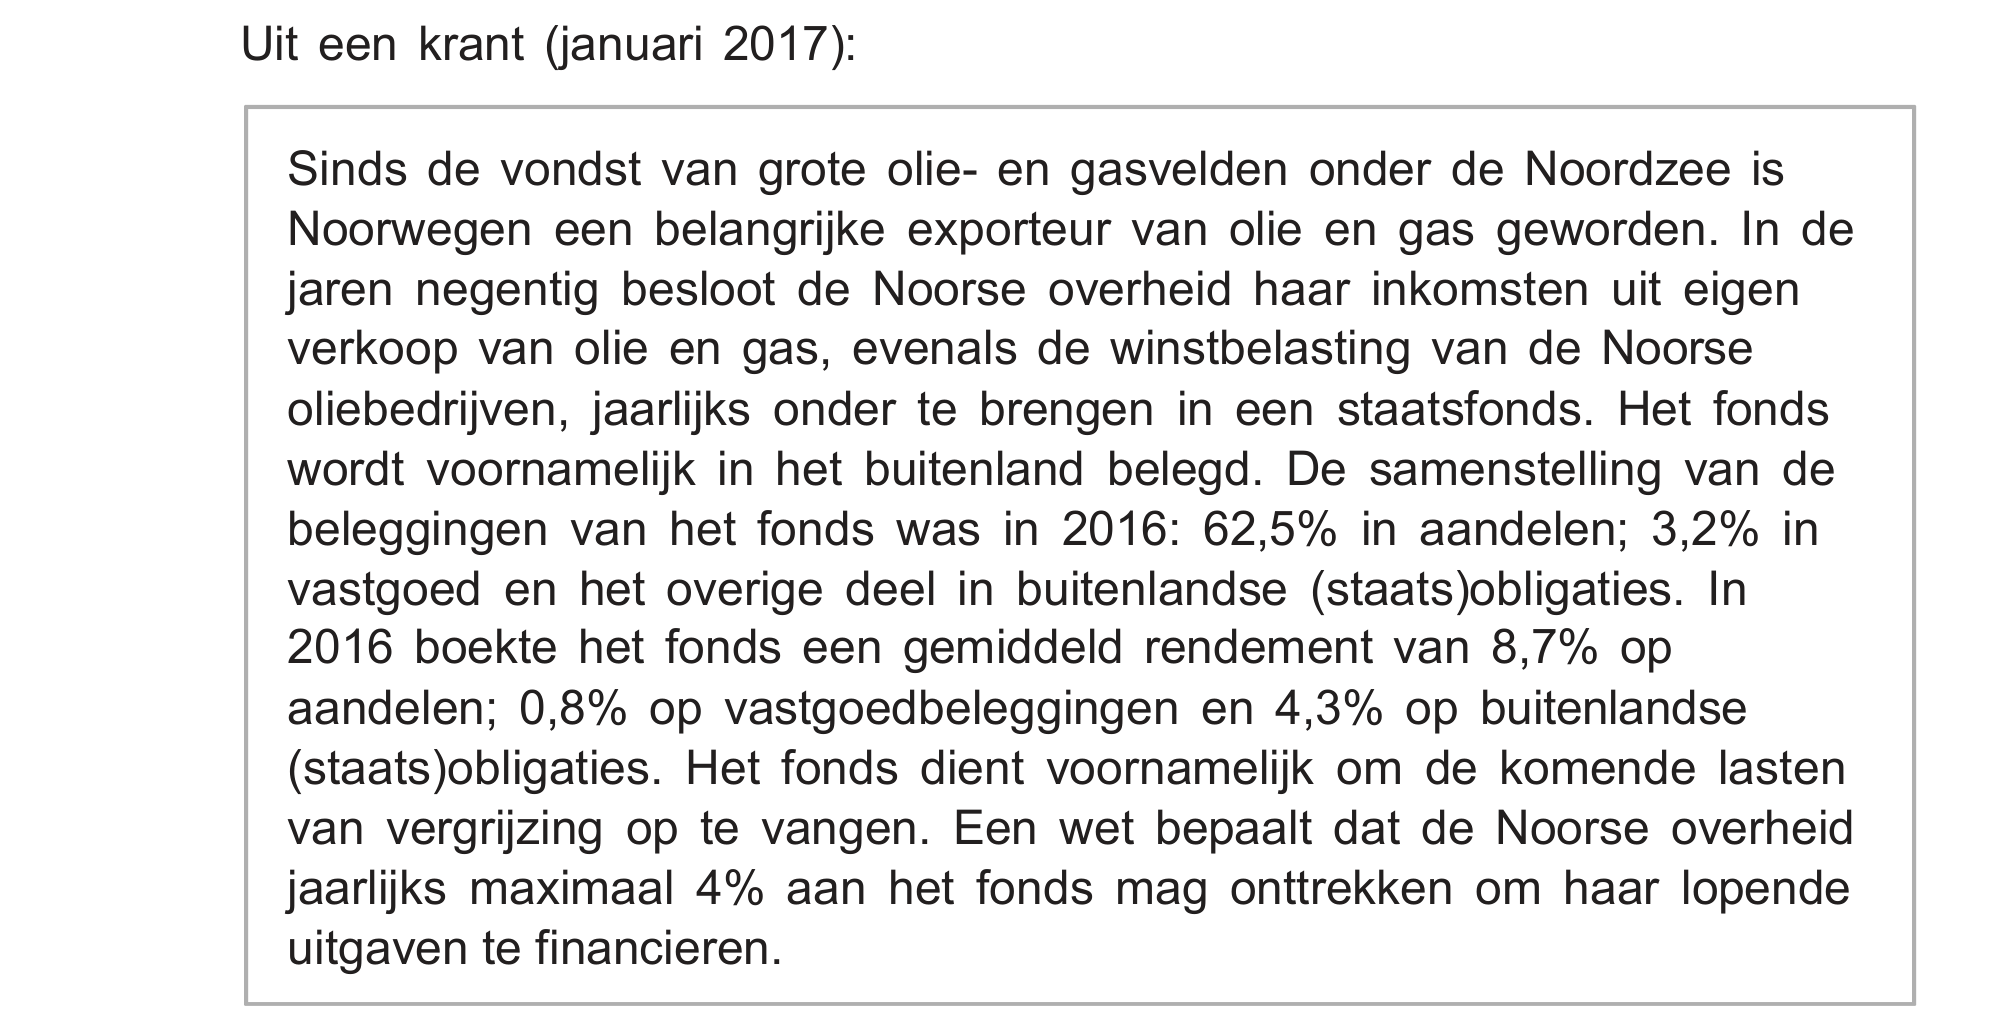 Uit een krant (januari 2017):
Sinds de vondst van grote olie- en gasvelden onder de Noordzee is
Noorwegen een belangrijke exporteur van olie en gas geworden. In de
jaren negentig besloot de Noorse overheid haar inkomsten uit eigen
verkoop van olie en gas, evenals de winstbelasting van de Noorse
oliebedrijven, jaarlijks onder te brengen in een staatsfonds. Het fonds
wordt voornamelijk in het buitenland belegd. De samenstelling van de
beleggingen van het fonds was in 2016: 62,5% in aandelen; 3,2% in
vastgoed en het overige deel in buitenlandse (staats)obligaties. In
2016 boekte het fonds een gemiddeld rendement van 8,7% op
aandelen; 0,8% op vastgoedbeleggingen en 4,3% op buitenlandse
(staats)obligaties. Het fonds dient voornamelijk om de komende lasten
van vergrijzing op te vangen. Een wet bepaalt dat de Noorse overheid
jaarlijks maximaal 4% aan het fonds mag onttrekken om haar lopende
uitgaven te financieren.